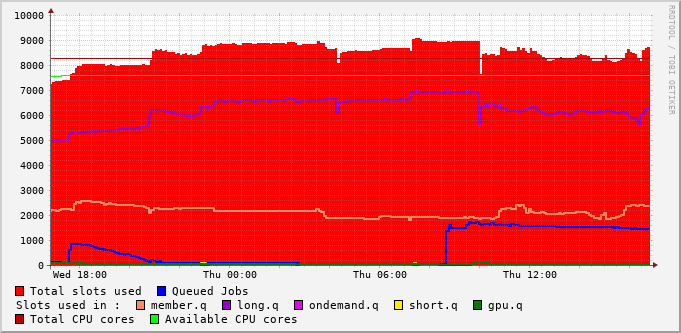 RRDTOOL / TOBI OETIKER
10000
9000
8000
7000
6000
5000
4000
3000
2000
1000
0
Wed 18:00 Thu 00:00 Thu 06:00 Thu 12:00
Total slots used Queued Jobs
Slots used in : member.q long.q ondemand.q short.q gpu.q
Total CPU cores Available CPU cores